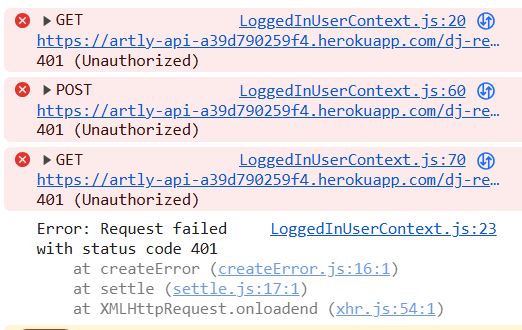 GET LoggedInUserContext.js:20
https://artly-api-a39d790259f4.herokuapp.com/dj-re…
401 (Unauthorized)
POST LoggedInUserContext.js:60
https://artly-api-a39d790259f4.herokuapp.com/dj-re…
401 (Unauthorized)
GET LoggedInUserContext.js:70
https://artly-api-a39d790259f4.herokuapp.com/dj-re…
401 (Unauthorized)
Error: Request failed LoggedInUserContext.js:23
with status code 401
at createError (createError.js:16:1)
at settle (settle.js:17:1)
at XMLHttpRequest.onloadend (xhr.js:54:1)